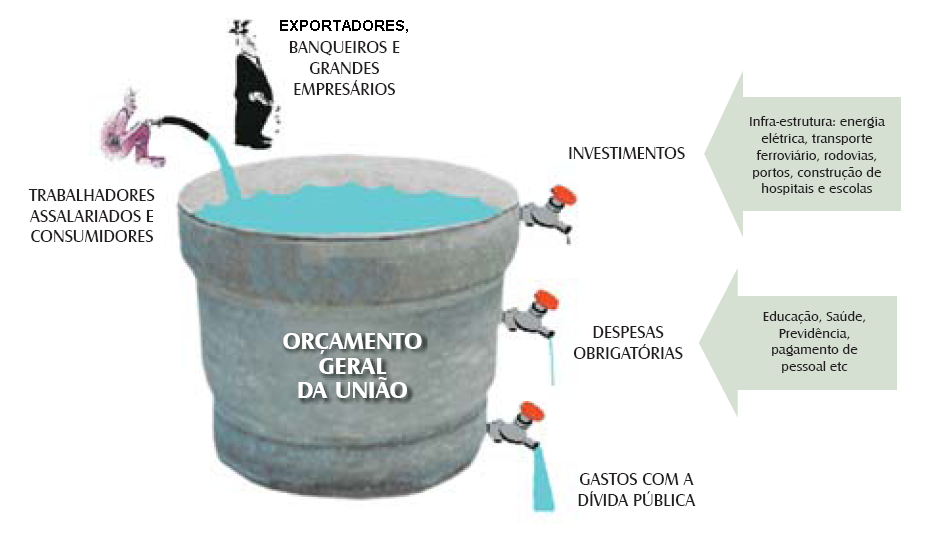 EXPORTADORES,
BANQUEIROS E
GRANDES
EMPRESÁRIOS
TRABALHADORES
ASSALARIADOS E
CONSUMIDORES
INVESTIMENTOS
Infra-estrutura: energia
elétrica, transporte
ferroviário, rodovias,
portos, construção de
hospitais e escolas
ORÇAMENTO
GERAL
DA UNIÃO
DESPESAS
OBRIGATÓRIAS
Educação, Saúde,
Previdência,
pagamento de
pessoal etc
GASTOS COM A
DÍVIDA PÚBLICA